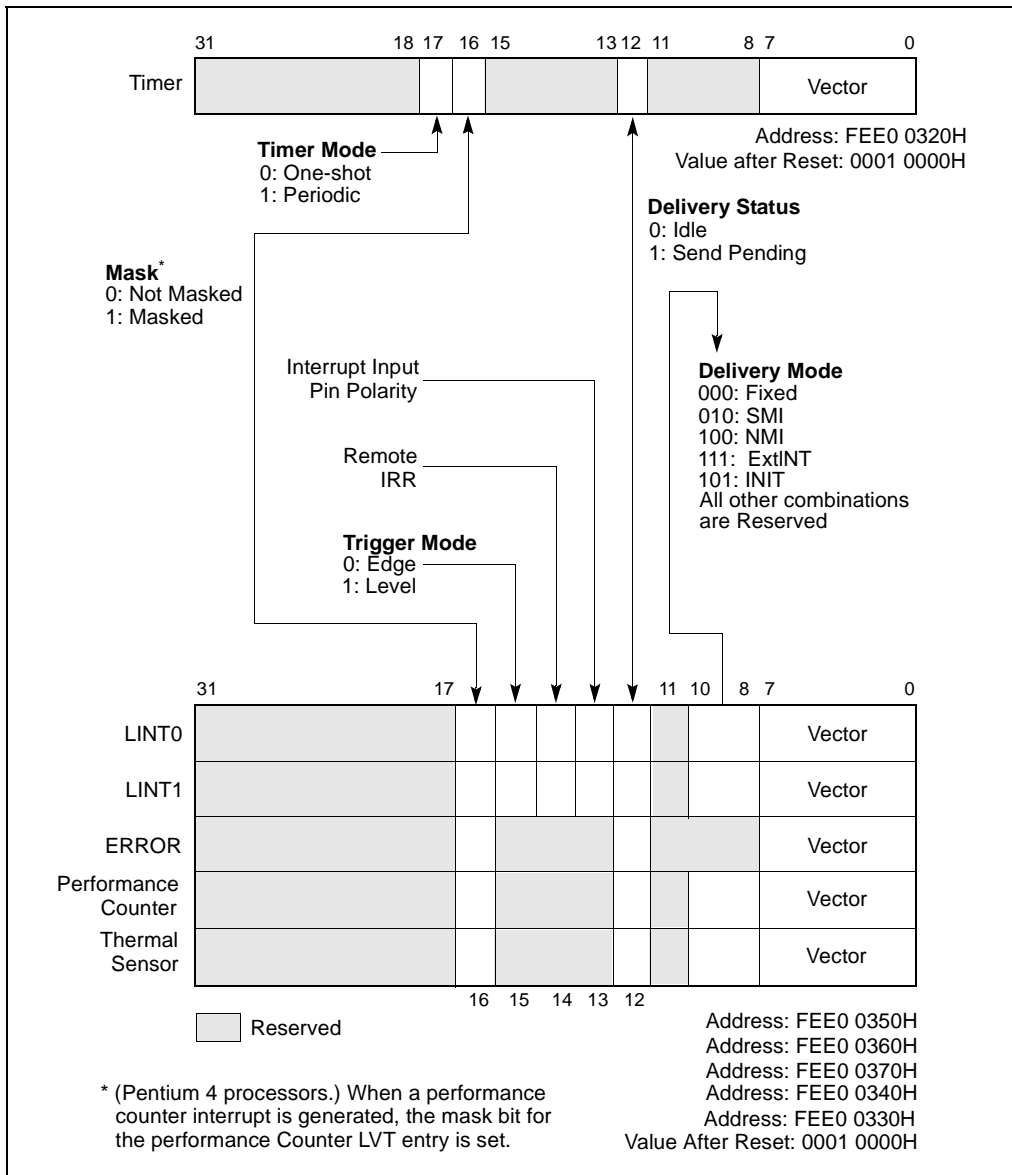 31 18 17 16 15 13 12 11 8 7 0
Timer Vector
Address: FEE0 0320H
Value after Reset: 0001 0000H
Timer Mode
0: One-shot
1: Periodic
Delivery Status
0: Idle
1: Send Pending
Mask*
0: Not Masked
1: Masked
Interrupt Input
Pin Polarity
Delivery Mode
000: Fixed
010: SMI
100: NMI
111: ExtlNT
101: INIT
All other combinations
are Reserved
Remote
IRR
Trigger Mode
0: Edge
1: Level
31 17 11 10 8 7 0
LINT0 Vector
LINT1 Vector
ERROR Vector
Performance
Counter Vector
Thermal
Sensor Vector
16 15 14 13 12
Reserved
Address: FEE0 0350H
Address: FEE0 0360H
Address: FEE0 0370H
Address: FEE0 0340H
Address: FEE0 0330H
Value After Reset: 0001 0000H
* (Pentium 4 processors.) When a performance
counter interrupt is generated, the mask bit for
the performance Counter LVT entry is set.